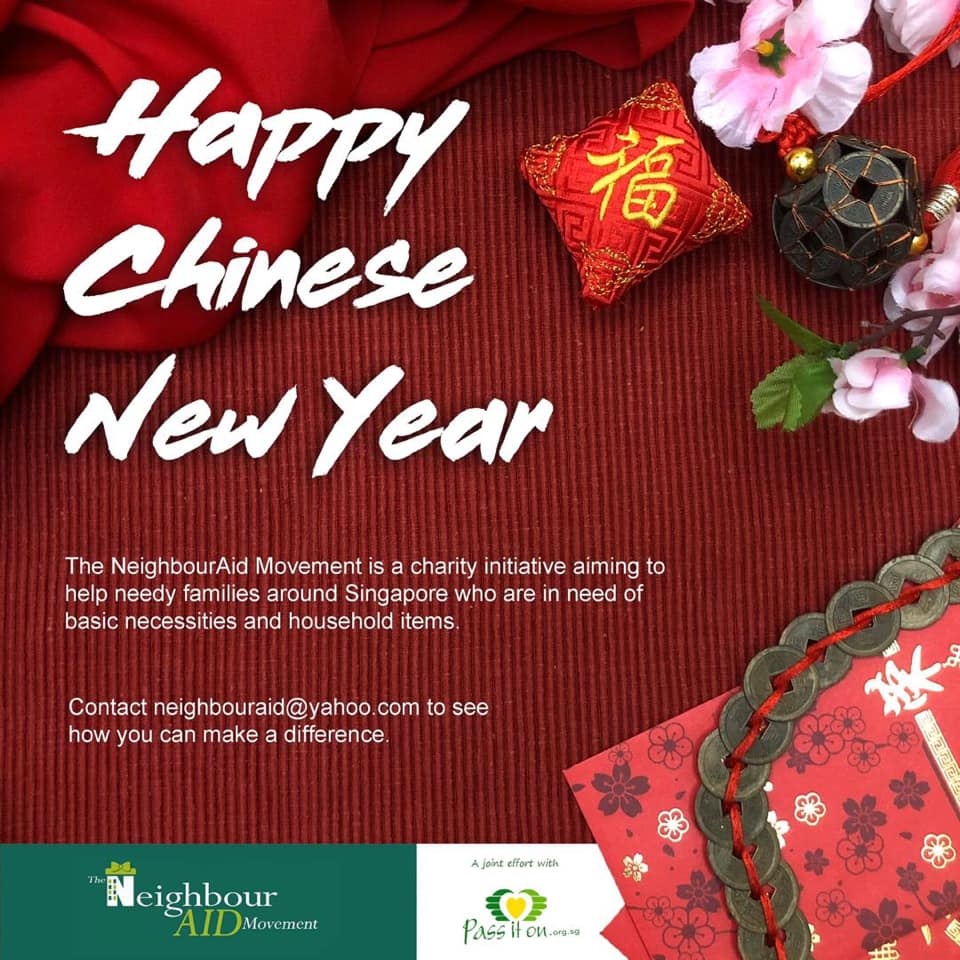 Happy
Chinese
New Year
福
The NeighbourAid Movement is a charity initiative aiming to
help needy families around Singapore who are in need of
basic necessities and household items.
Contact neighbouraid@yahoo.com to see
how you can make a difference.
The Neighbour
AID Movement
A joint effort with
Pass it on.org.sg